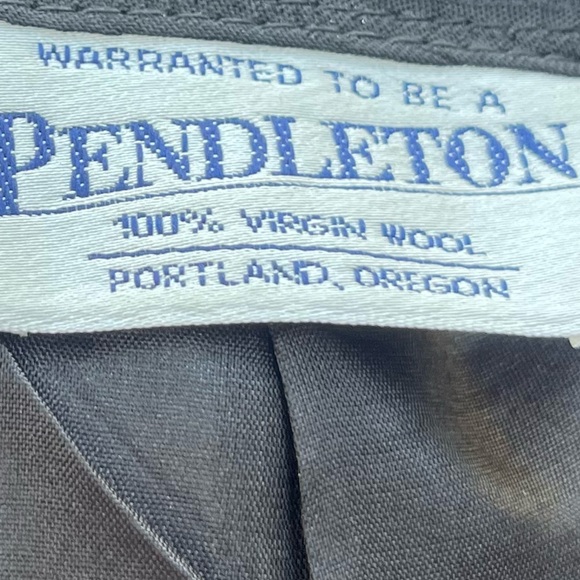 WARRANTED TO BE A
PENDLETON
100% VIRGIN WOOL
PORTLAND, OREGON